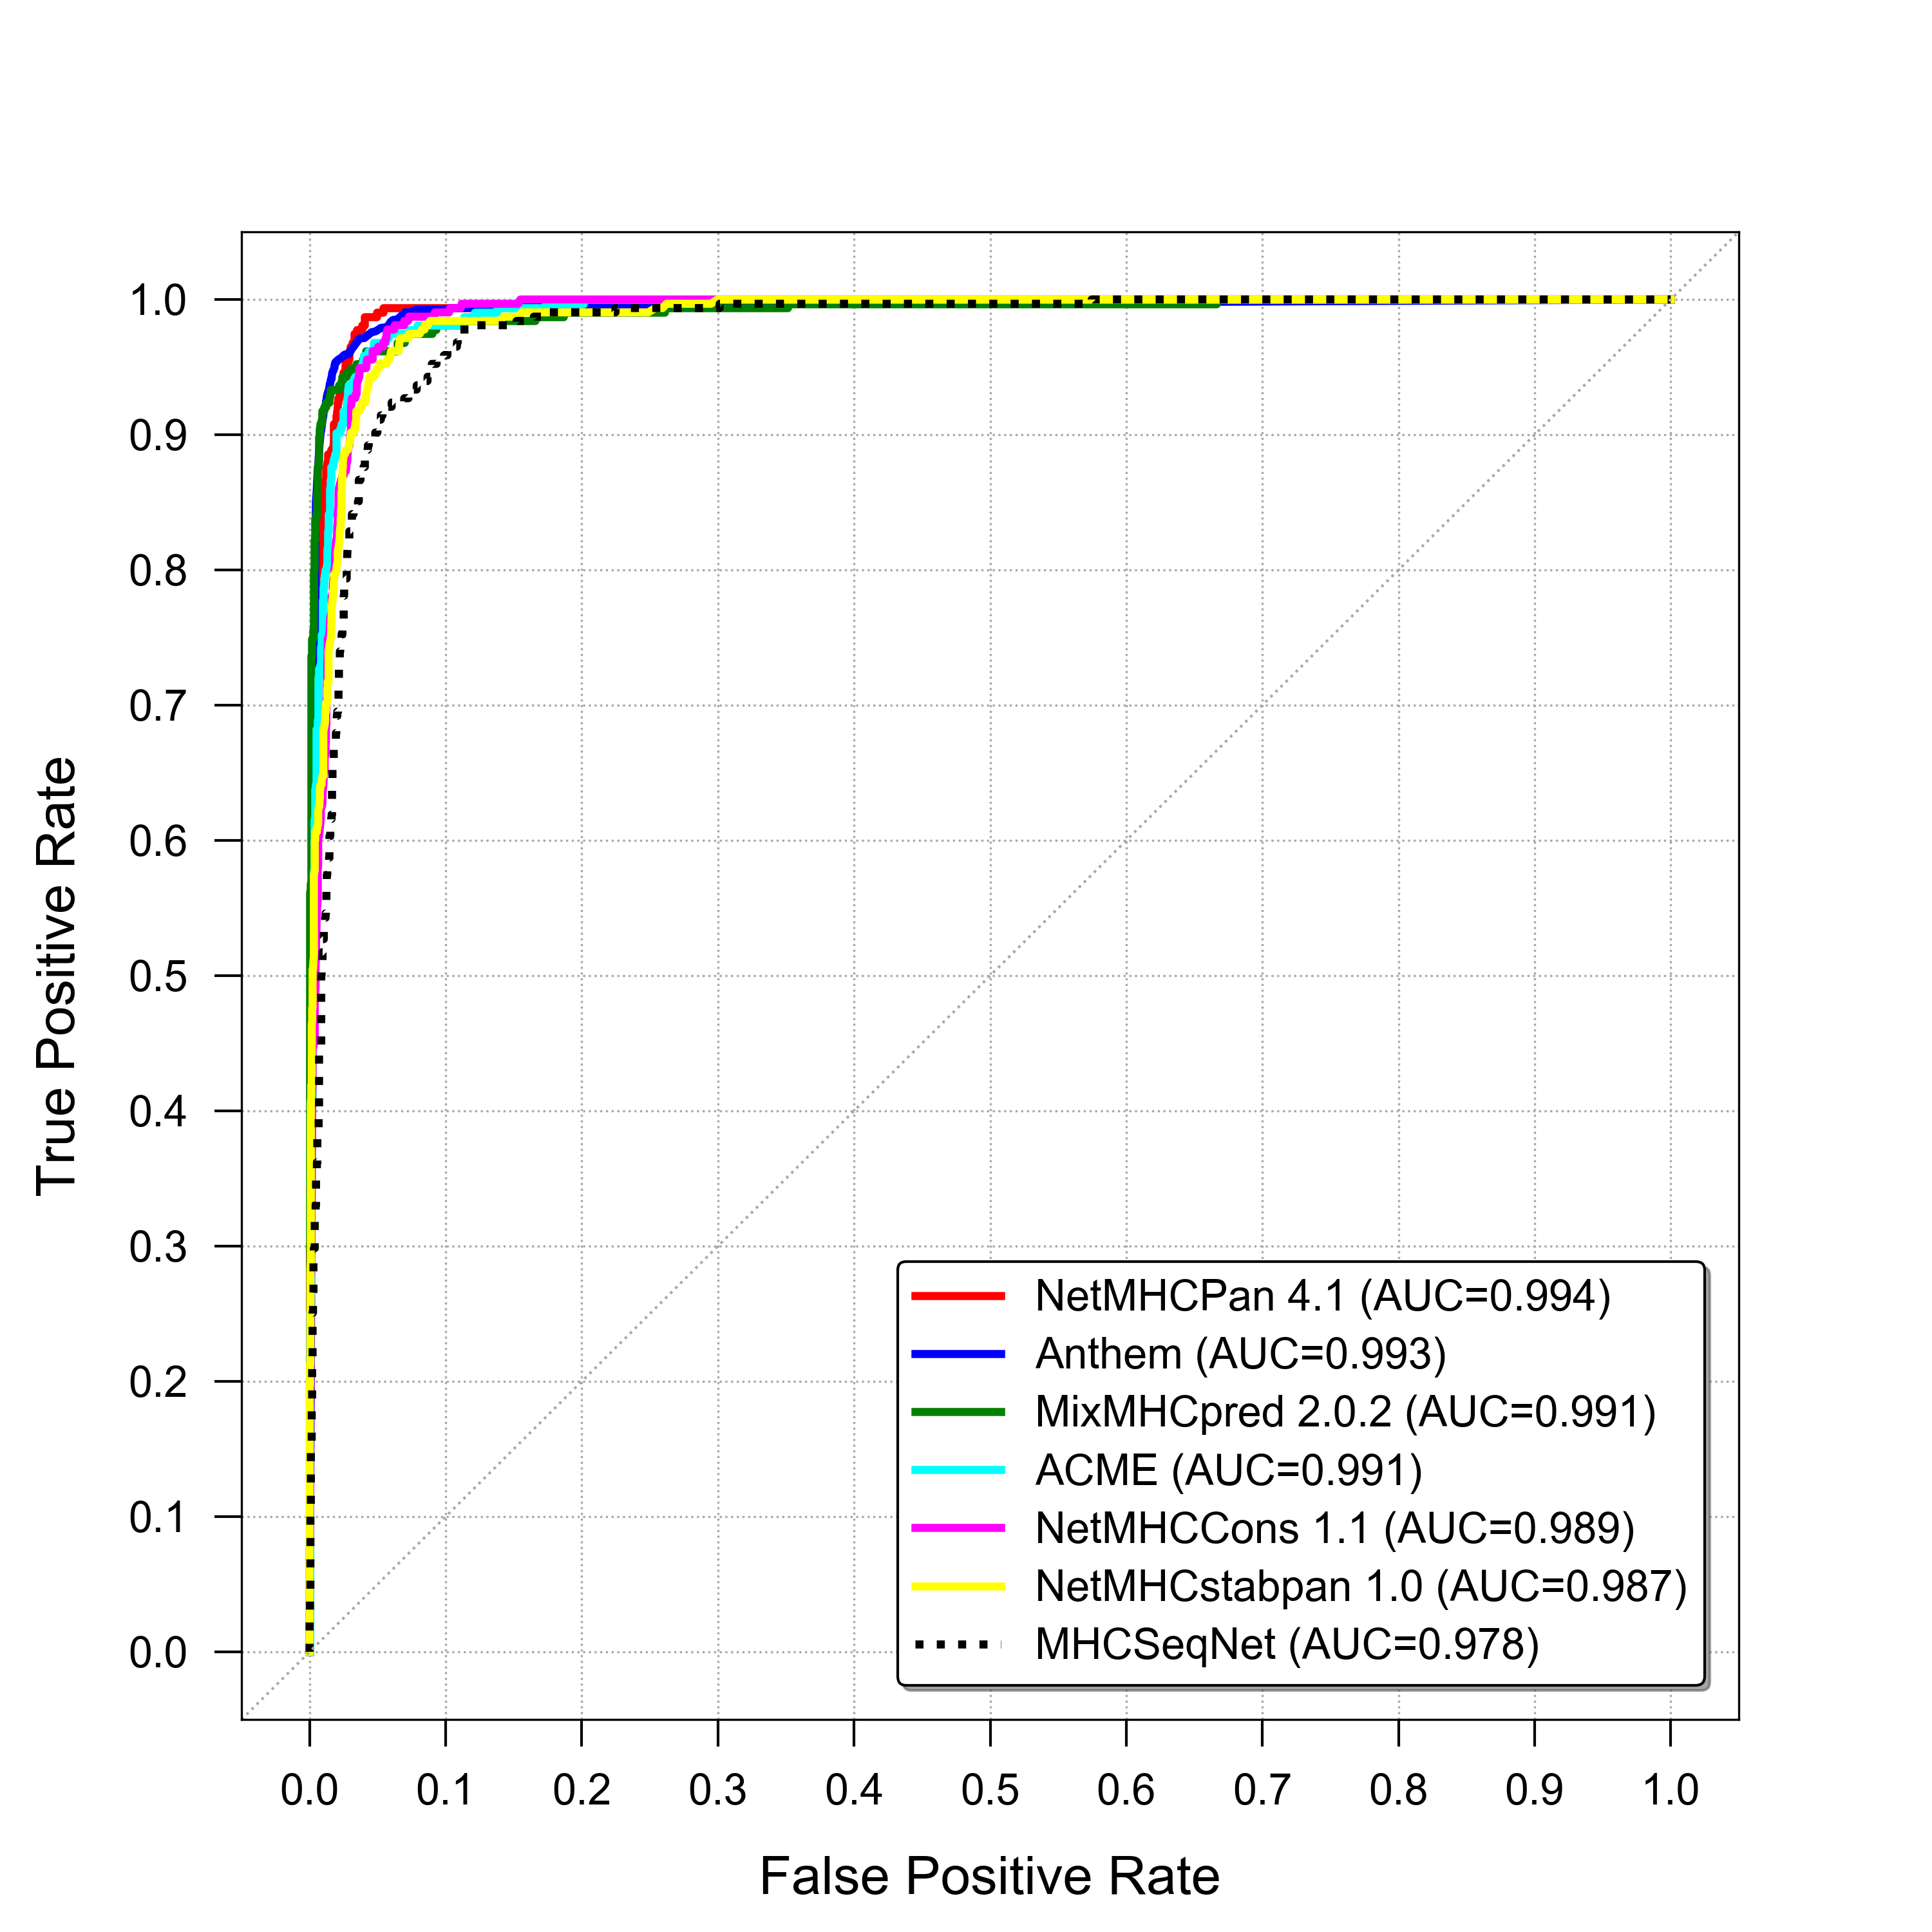 1.0
0.9
0.8
0.7
0.6
0.5
0.4
0.3
0.2
0.1
0.0
True Positive Rate
NetMHCPan 4.1 (AUC=0.994)
Anthem (AUC=0.993)
MixMHCpred 2.0.2 (AUC=0.991)
ACME (AUC=0.991)
NetMHCCons 1.1 (AUC=0.989)
NetMHCstabpan 1.0 (AUC=0.987)
MHCSeqNet (AUC=0.978)
0.0 0.1 0.2 0.3 0.4 0.5 0.6 0.7 0.8 0.9 1.0
False Positive Rate